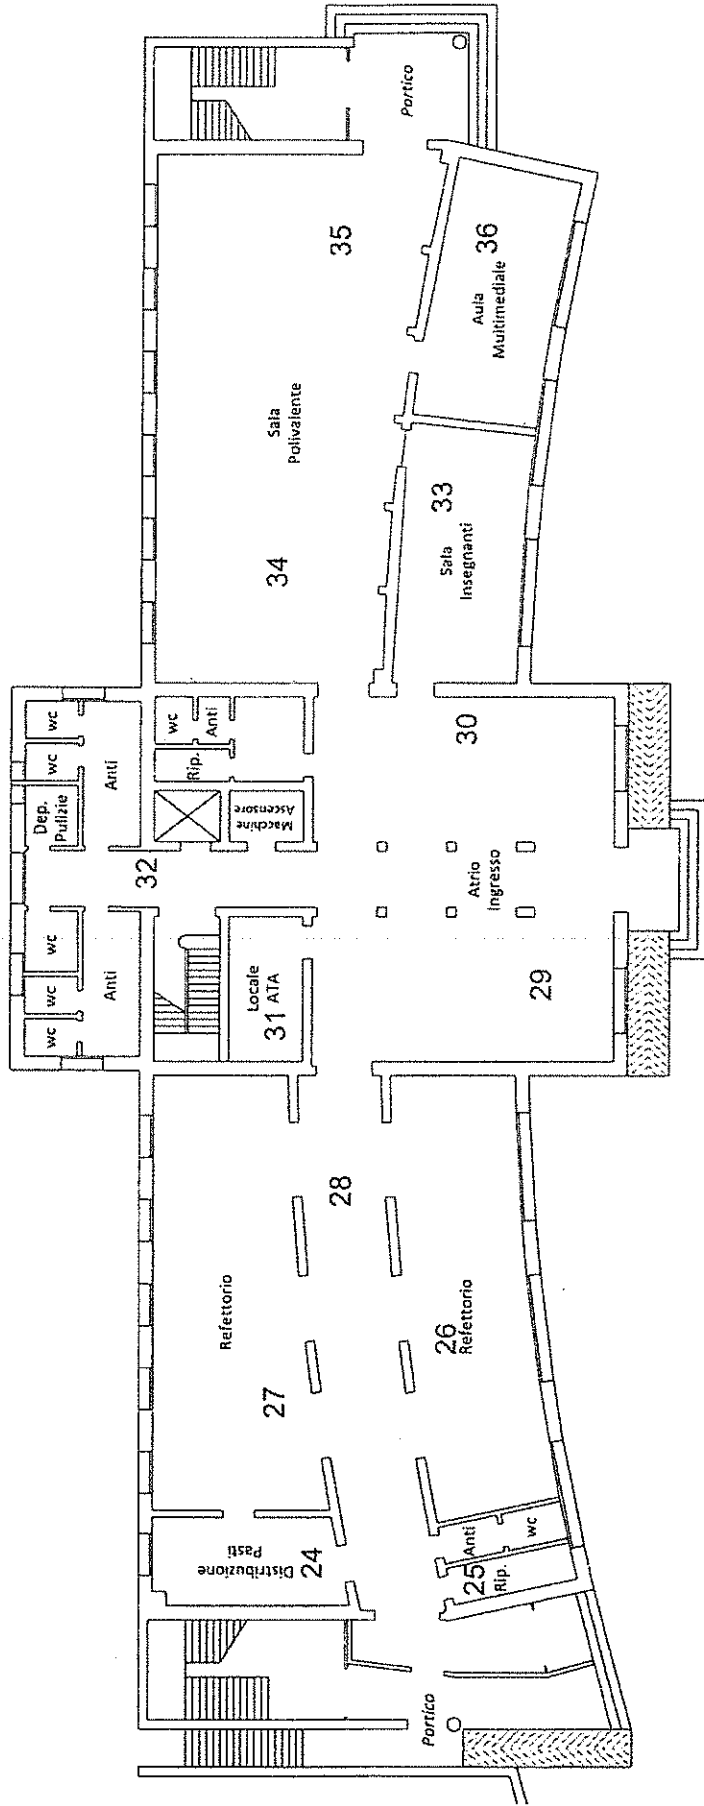 Portico
35
36
Aula
Multimediale
Sala
Polivalente
33
Sala
Insegnanti
34
30
wc
wc
Dep.
Pulizie
Anti
wc
Anti
Rip.
Macchine
Ascensore
32
Atrio
Ingresso
wc
wc
wc
Anti
Locale
ATA
31
29
28
Refettorio
26
Refettorio
27
Distribuzione
Pasti
24
Anti
wc
25
Rip.
Portico